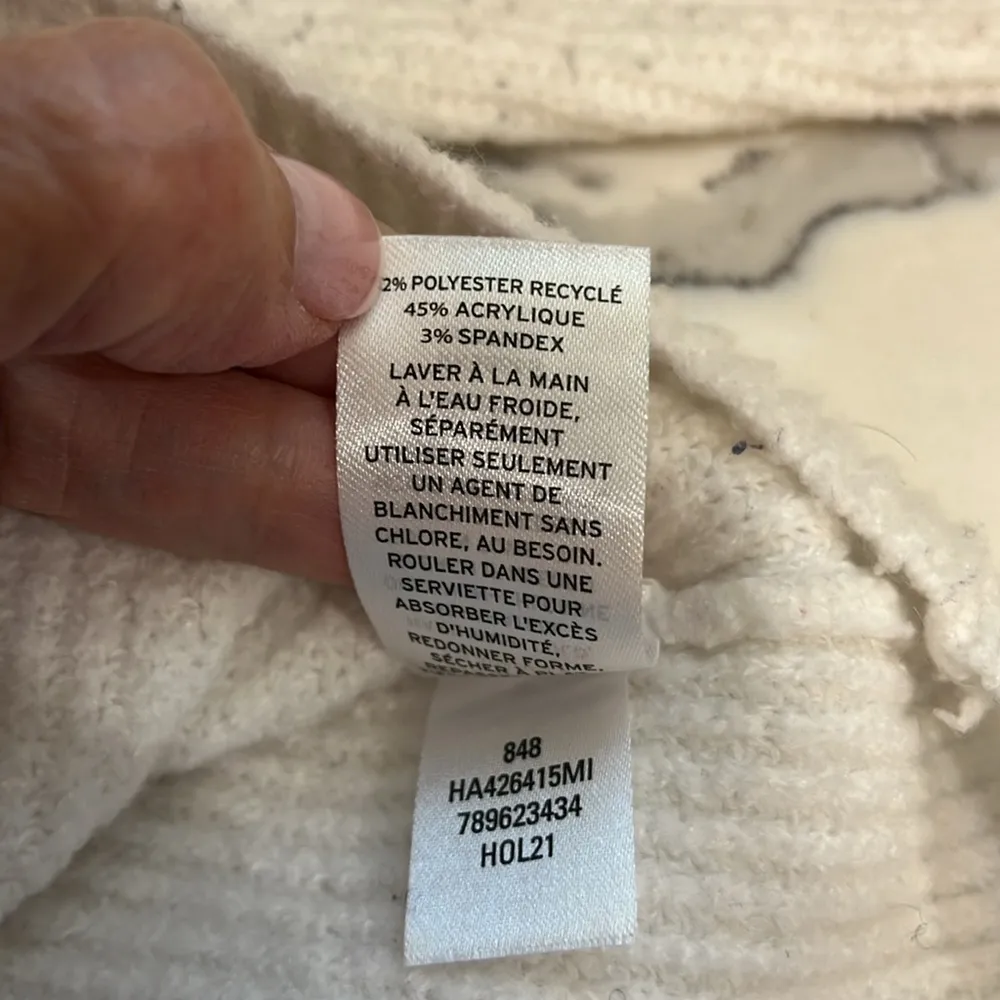 2% POLYESTER RECYCLÉ
45% ACRYLIQUE
3% SPANDEX
LAVER À LA MAIN
À L'EAU FROIDE,
SÉPARÉMENT
UTILISER SEULEMENT
UN AGENT DE
BLANCHIMENT SANS
CHLORE, AU BESOIN.
ROULER DANS UNE
SERVIETTE POUR
ABSORBER L'EXCÈS
D'HUMIDITÉ,
REDONNER FORME,
SÉCHER À PLAT
848
HA426415MI
789623434
HOL21